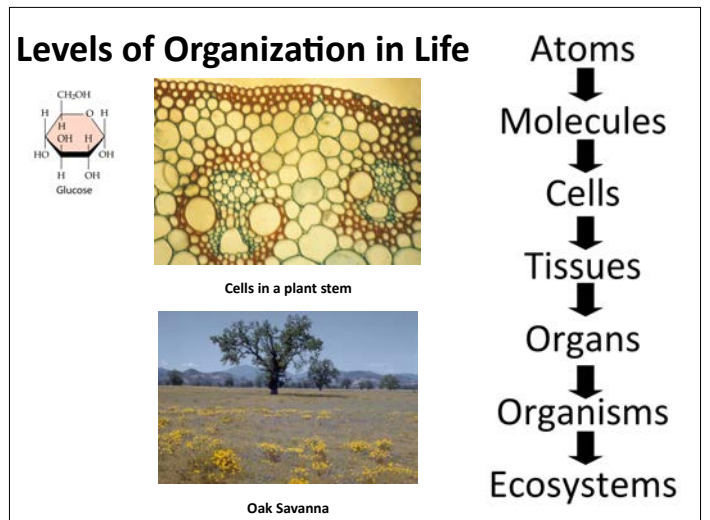 Levels of Organization in Life
CH₂OH
H O H
H
OH H
HO OH
H OH
Glucose
Cells in a plant stem
Oak Savanna
Atoms
Molecules
Cells
Tissues
Organs
Organisms
Ecosystems